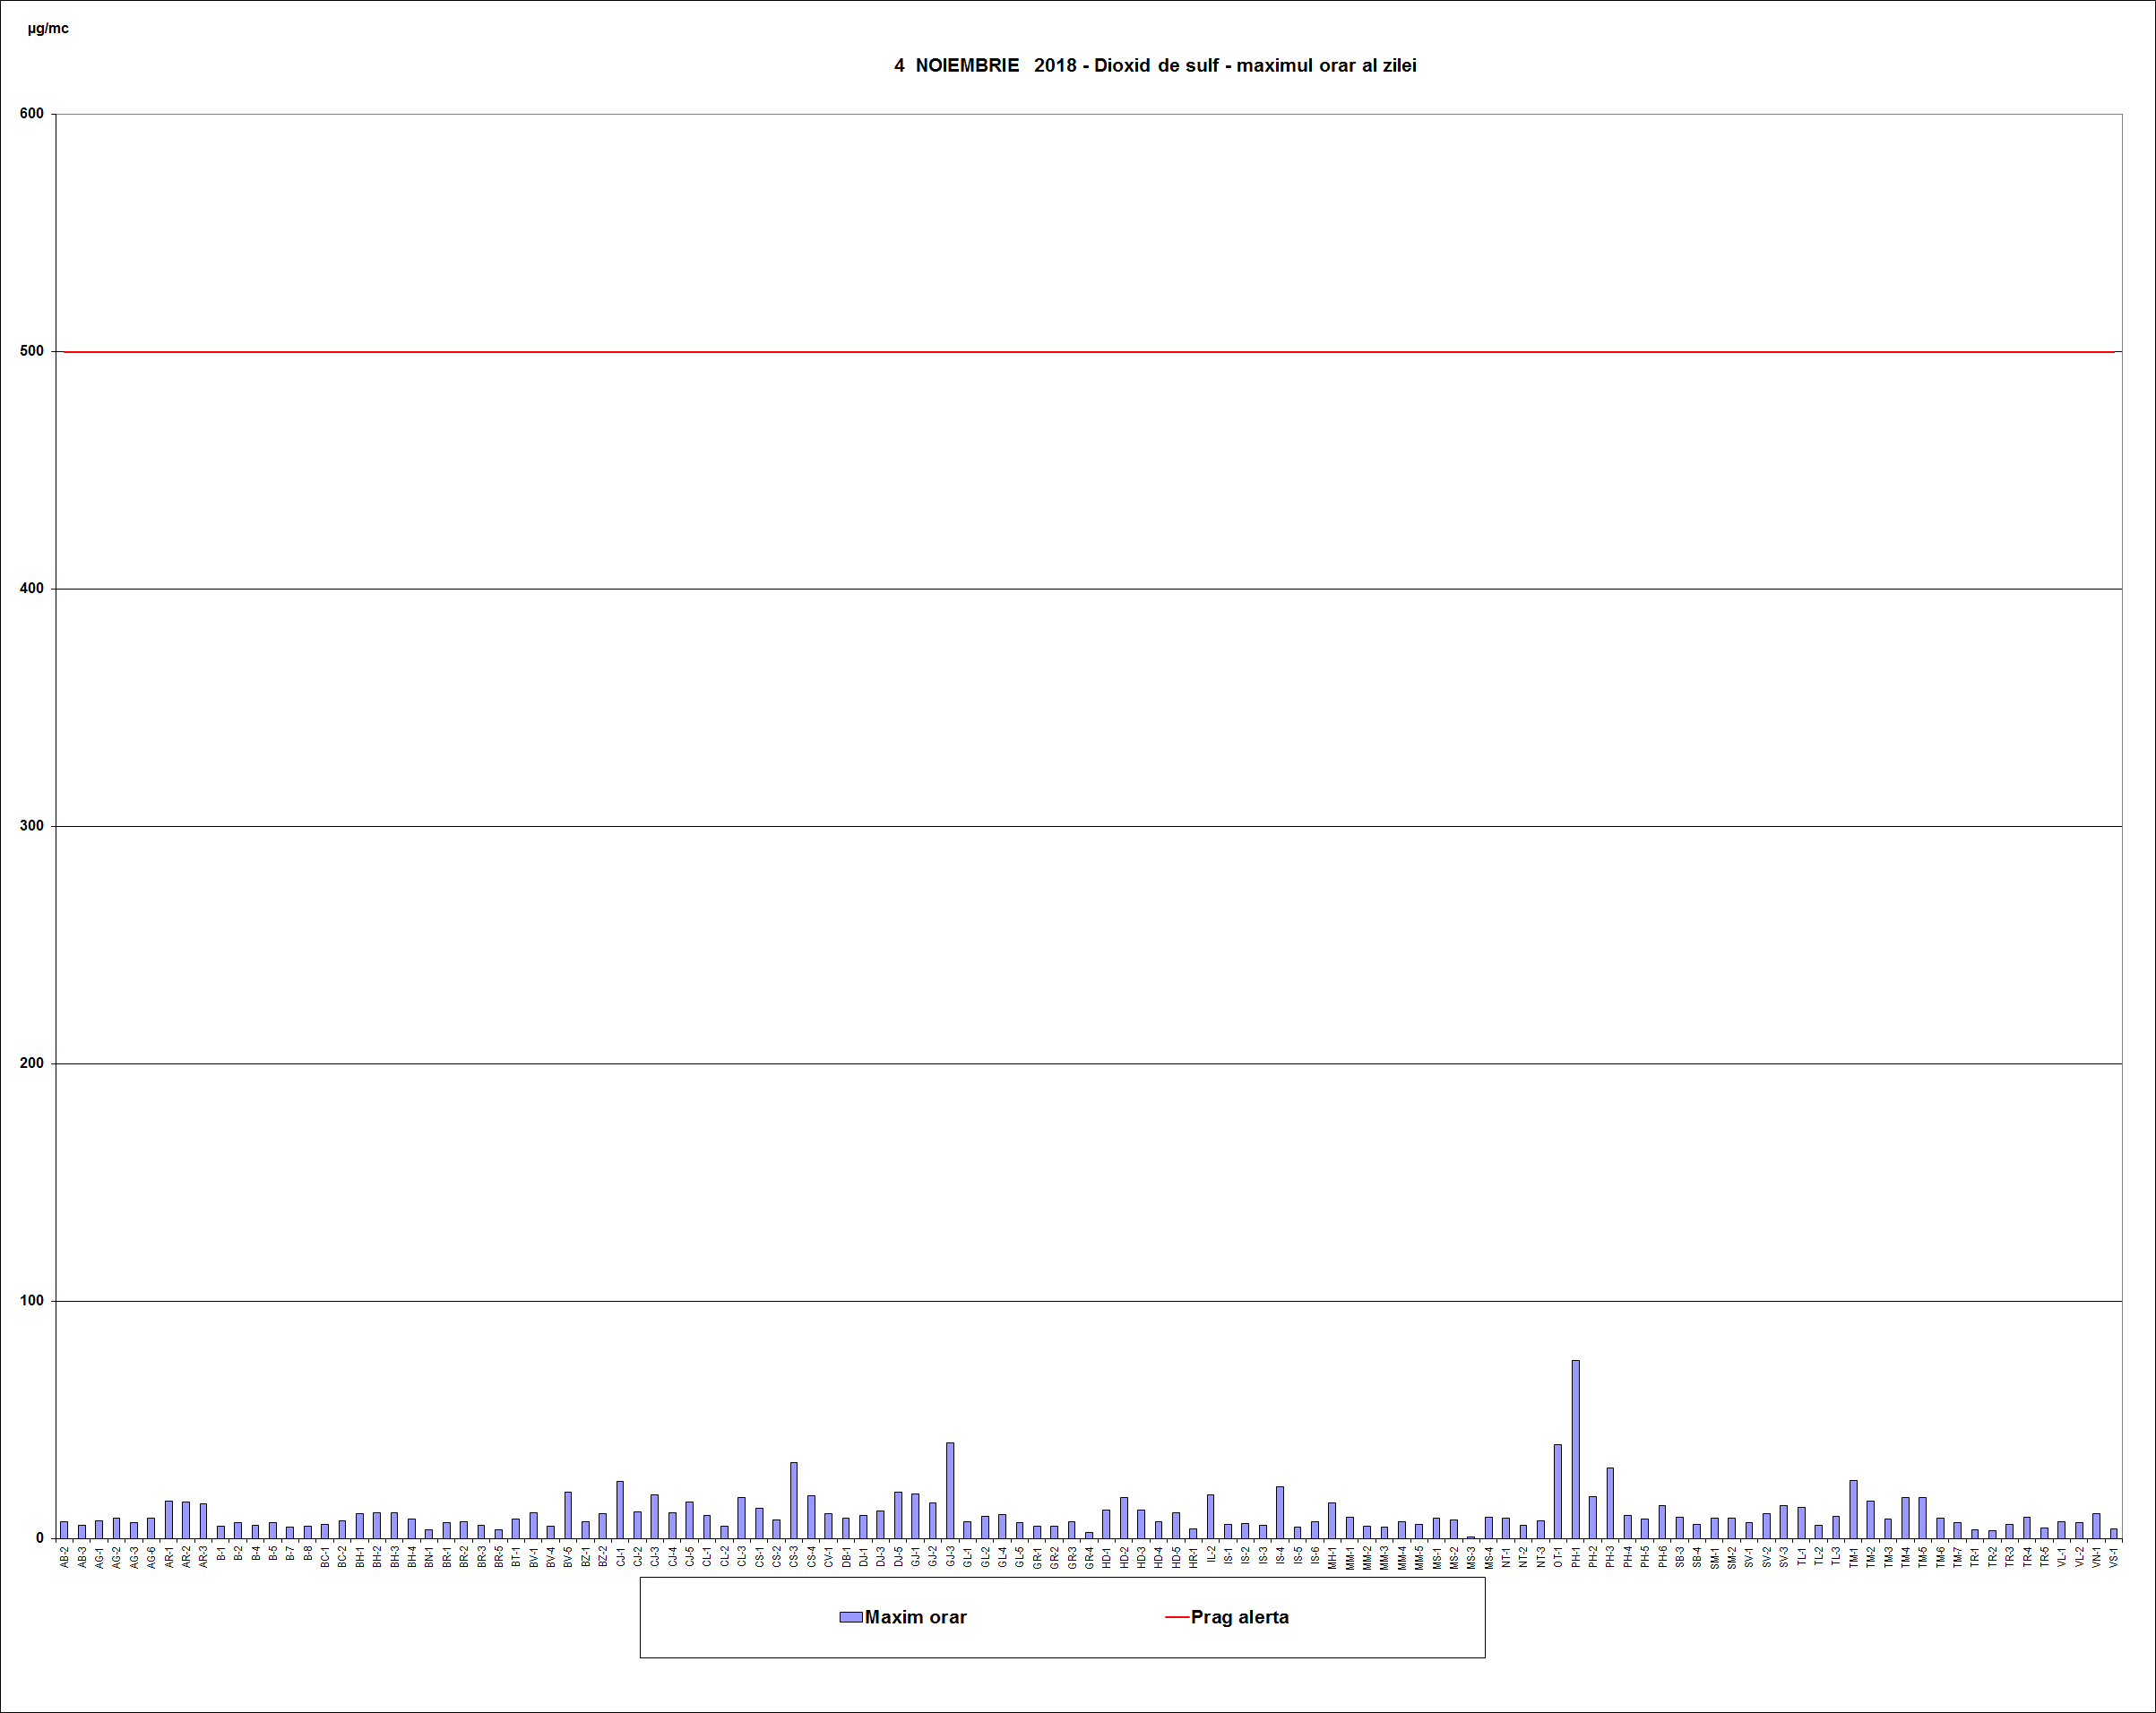 µg/mc
4 NOIEMBRIE 2018 - Dioxid de sulf - maximul orar al zilei
600
500
400
300
200
100
0
AB-2 AB-3 AG-1 AG-2 AG-3 AG-6 AR-1 AR-2 AR-3 B-1 B-2 B-4 B-5 B-7 B-8 BC-1 BC-2 BH-1 BH-2 BH-3 BH-4 BN-1 BR-1 BR-2 BR-3 BR-5 BT-1 BV-1 BV-4 BV-5 BZ-1 BZ-2 CJ-1 CJ-2 CJ-3 CJ-4 CJ-5 CL-1 CL-2 CL-3 CS-1 CS-2 CS-3 CS-4 CV-1 DB-1 DJ-1 DJ-3 DJ-5 GJ-1 GJ-2 GJ-3 GL-1 GL-2 GL-4 GL-5 GR-1 GR-2 GR-3 GR-4 HD-1 HD-2 HD-3 HD-4 HD-5 HR-1 IL-2 IS-1 IS-2 IS-3 IS-4 IS-5 IS-6 MH-1 MM-1 MM-2 MM-3 MM-4 MM-5 MS-1 MS-2 MS-3 MS-4 NT-1 NT-2 NT-3 OT-1 PH-1 PH-2 PH-3 PH-4 PH-5 PH-6 SB-3 SB-4 SM-1 SM-2 SV-1 SV-2 SV-3 TL-1 TL-2 TL-3 TM-1 TM-2 TM-3 TM-4 TM-5 TM-6 TM-7 TR-1 TR-2 TR-3 TR-4 TR-5 VL-1 VL-2 VN-1 VS-1
Maxim orar Prag alerta